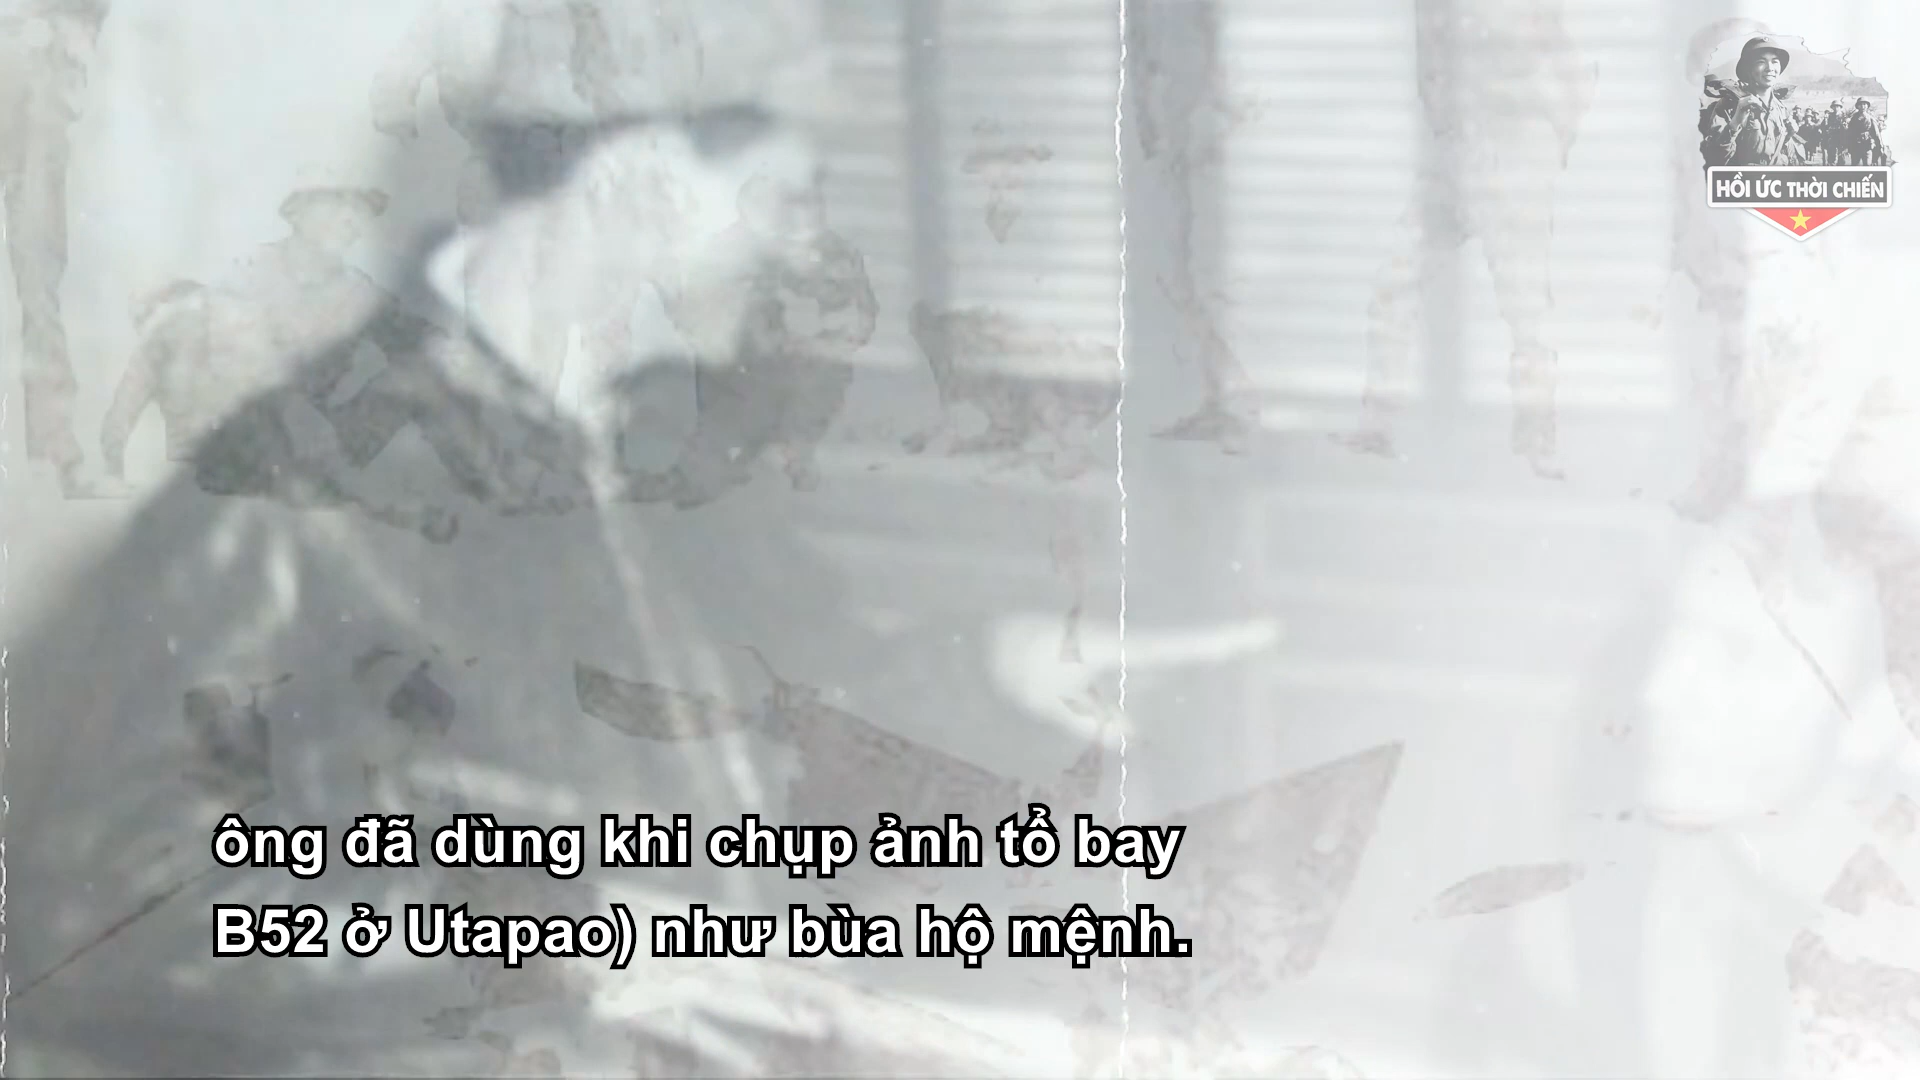 HỒI ỨC THỜI CHIẾN
ông đã dùng khi chụp ảnh tổ bay
B52 ở Utapao) như bùa hộ mệnh.